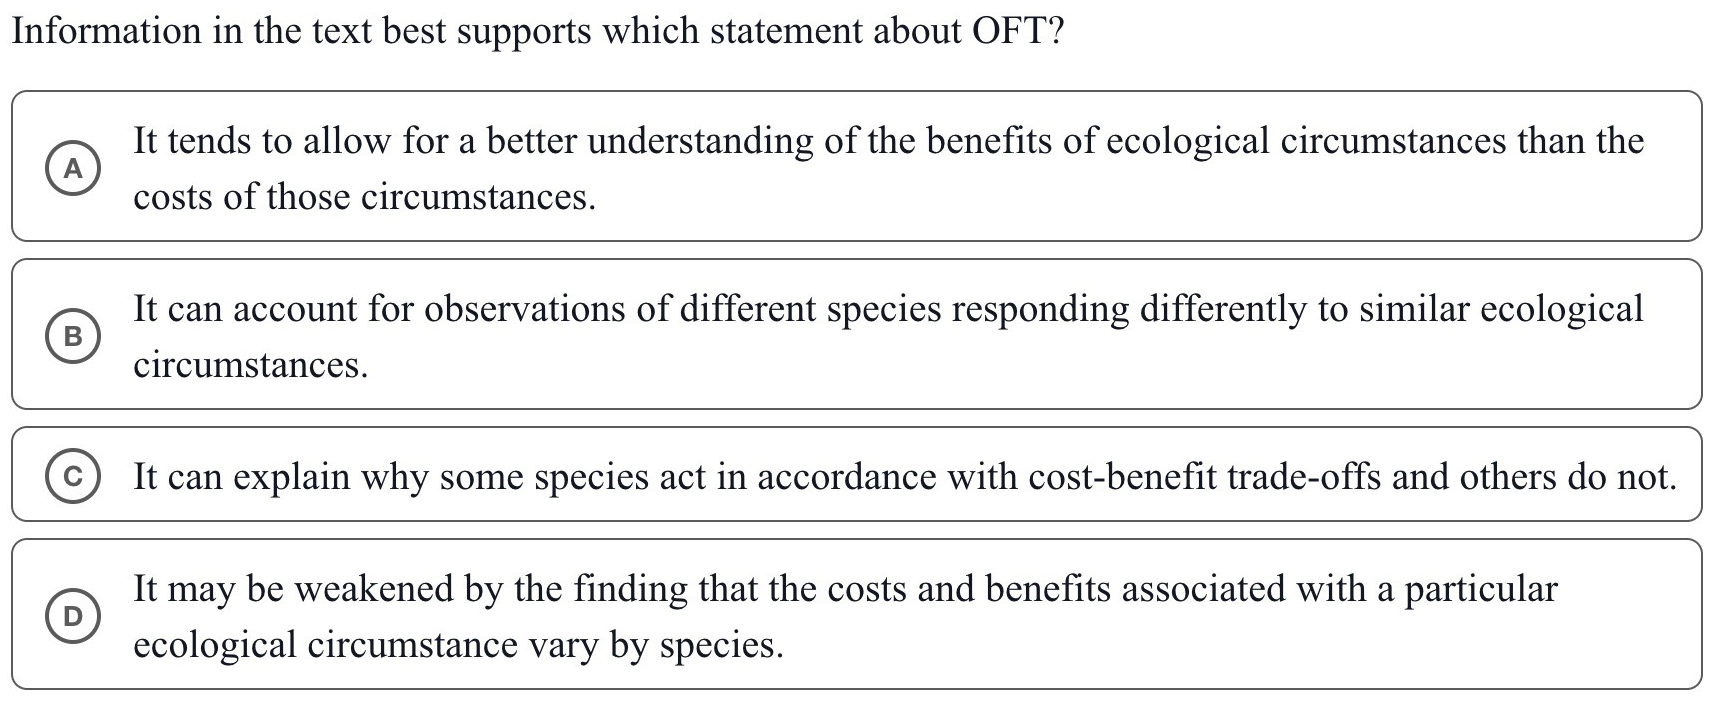 Information in the text best supports which statement about OFT?
A
It tends to allow for a better understanding of the benefits of ecological circumstances than the
costs of those circumstances.
B
It can account for observations of different species responding differently to similar ecological
circumstances.
C
It can explain why some species act in accordance with cost-benefit trade-offs and others do not.
D
It may be weakened by the finding that the costs and benefits associated with a particular
ecological circumstance vary by species.